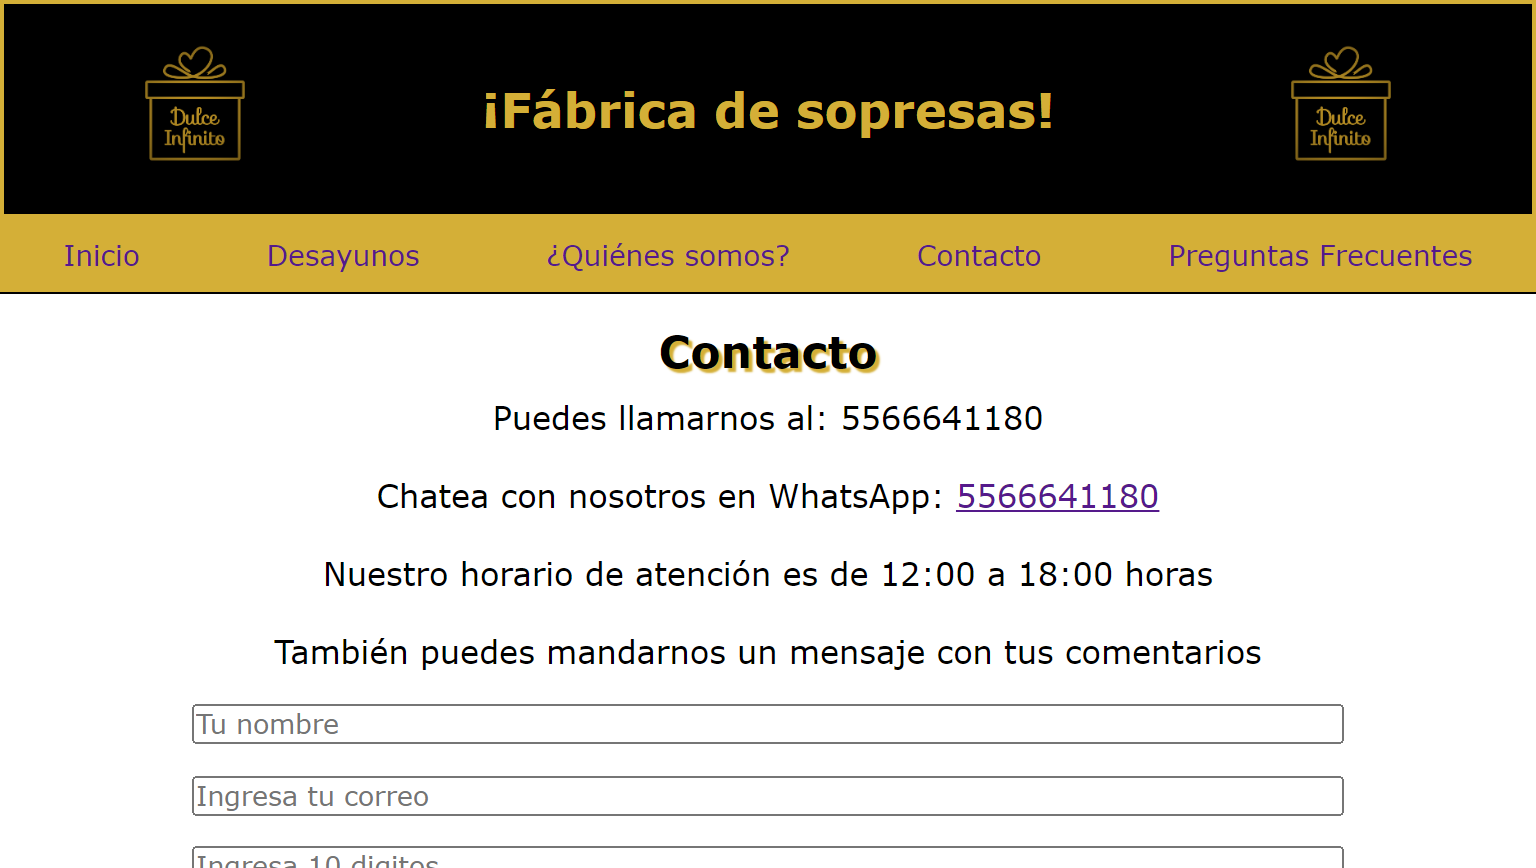 Dulce
Infinito
¡Fábrica de sopresas!
Dulce
Infinito
Inicio
Desayunos
¿Quiénes somos?
Contacto
Preguntas Frecuentes
Contacto
Puedes llamarnos al: 5566641180
Chatea con nosotros en WhatsApp: 5566641180
Nuestro horario de atención es de 12:00 a 18:00 horas
También puedes mandarnos un mensaje con tus comentarios
Tu nombre
Ingresa tu correo
Ingresa 10 digitos